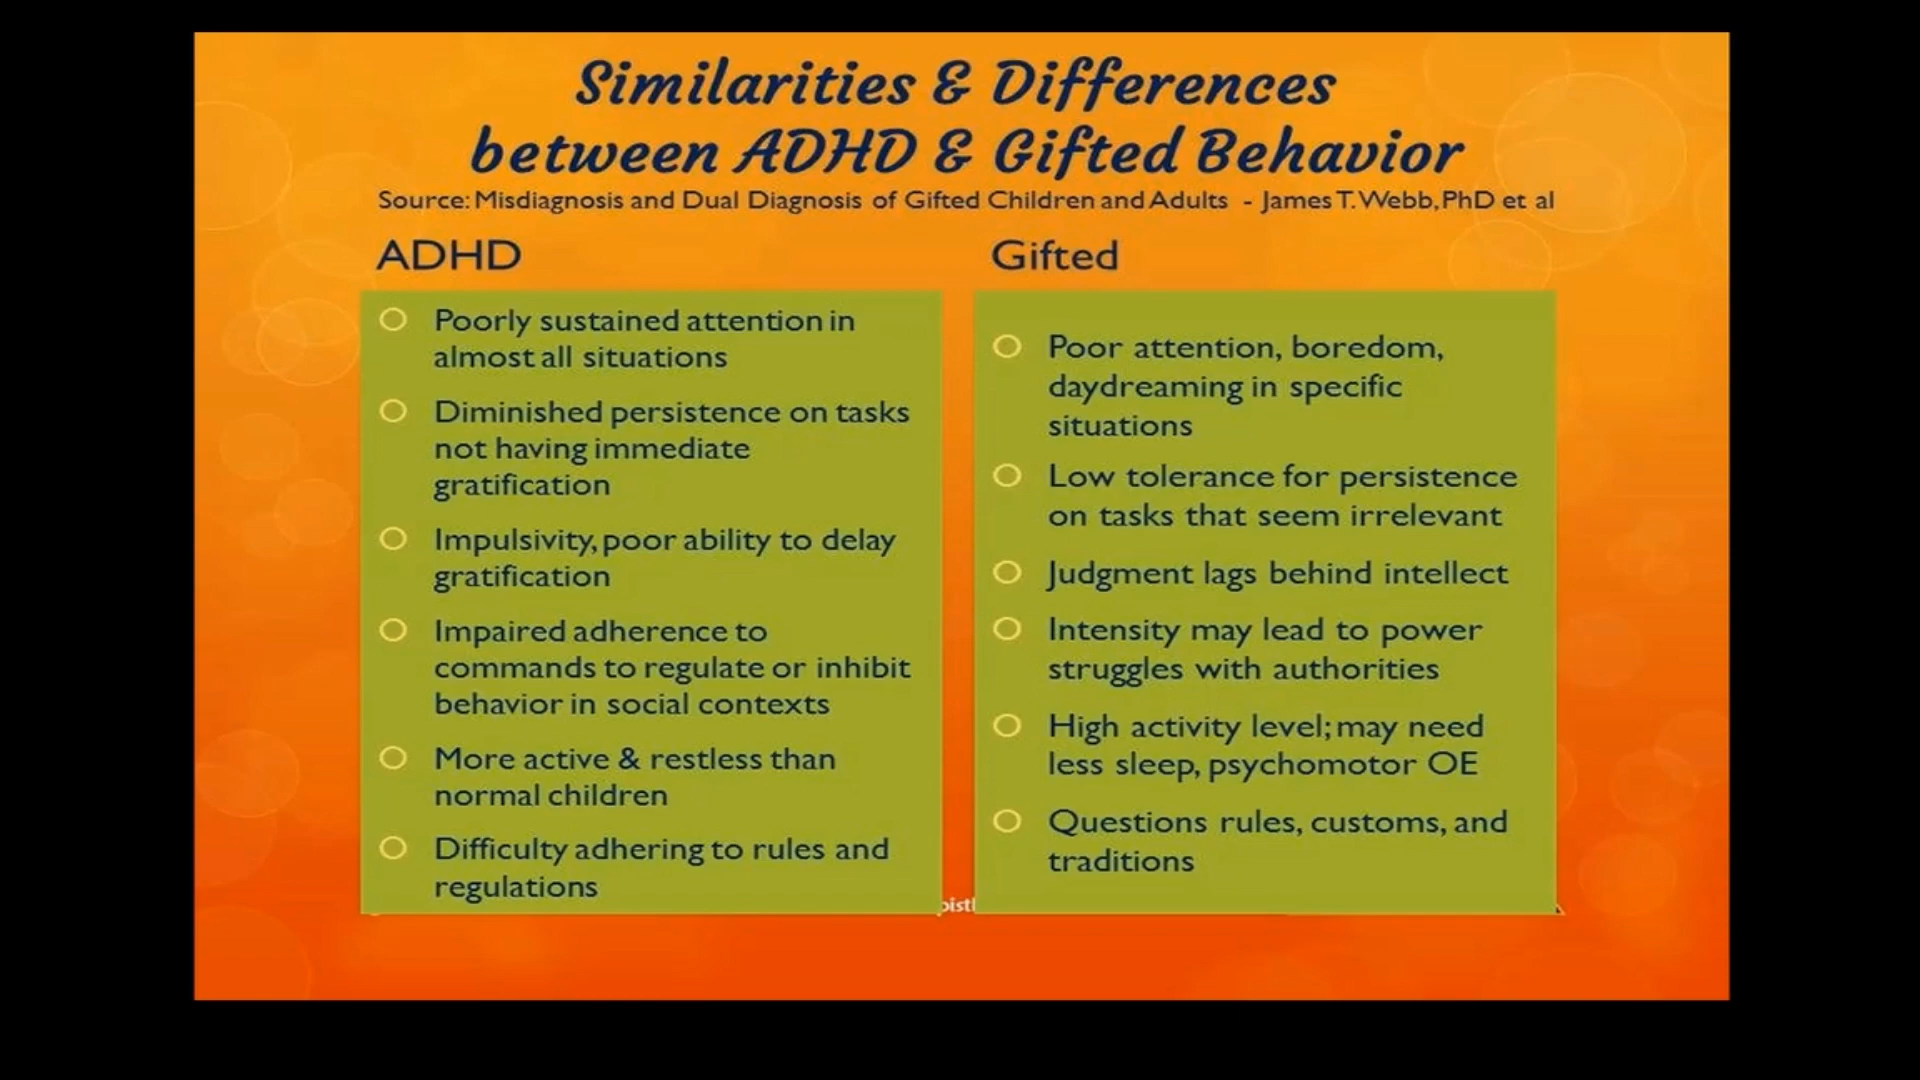 Similarities & Differences
between ADHD & Gifted Behavior
Source: Misdiagnosis and Dual Diagnosis of Gifted Children and Adults - James T. Webb, PhD et al
ADHD
Poorly sustained attention in
almost all situations
Diminished persistence on tasks
not having immediate
gratification
Impulsivity, poor ability to delay
gratification
Impaired adherence to
commands to regulate or inhibit
behavior in social contexts
More active & restless than
normal children
Difficulty adhering to rules and
regulations
Gifted
Poor attention, boredom,
daydreaming in specific
situations
Low tolerance for persistence
on tasks that seem irrelevant
Judgment lags behind intellect
Intensity may lead to power
struggles with authorities
High activity level; may need
less sleep, psychomotor OE
Questions rules, customs, and
traditions